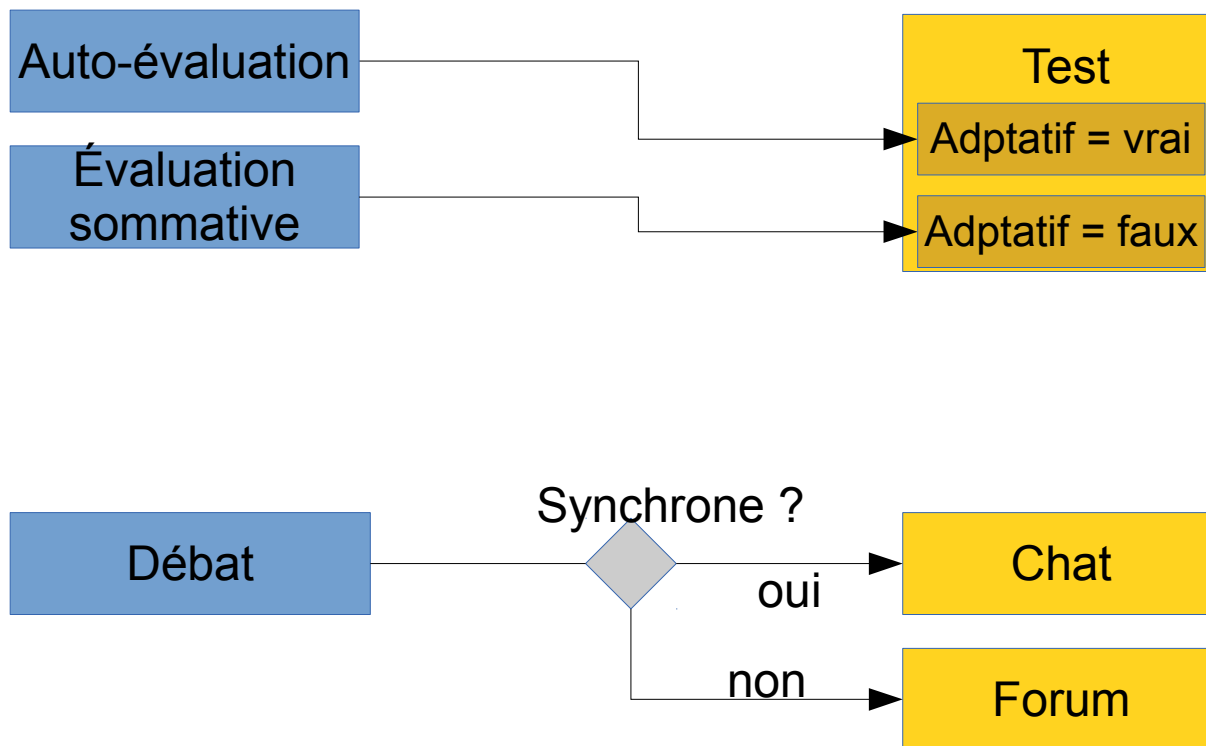 Auto-évaluation
Test
Adptatif = vrai
Évaluation
sommative
Adptatif = faux
Synchrone ?
Débat
Chat
oui
non
Forum